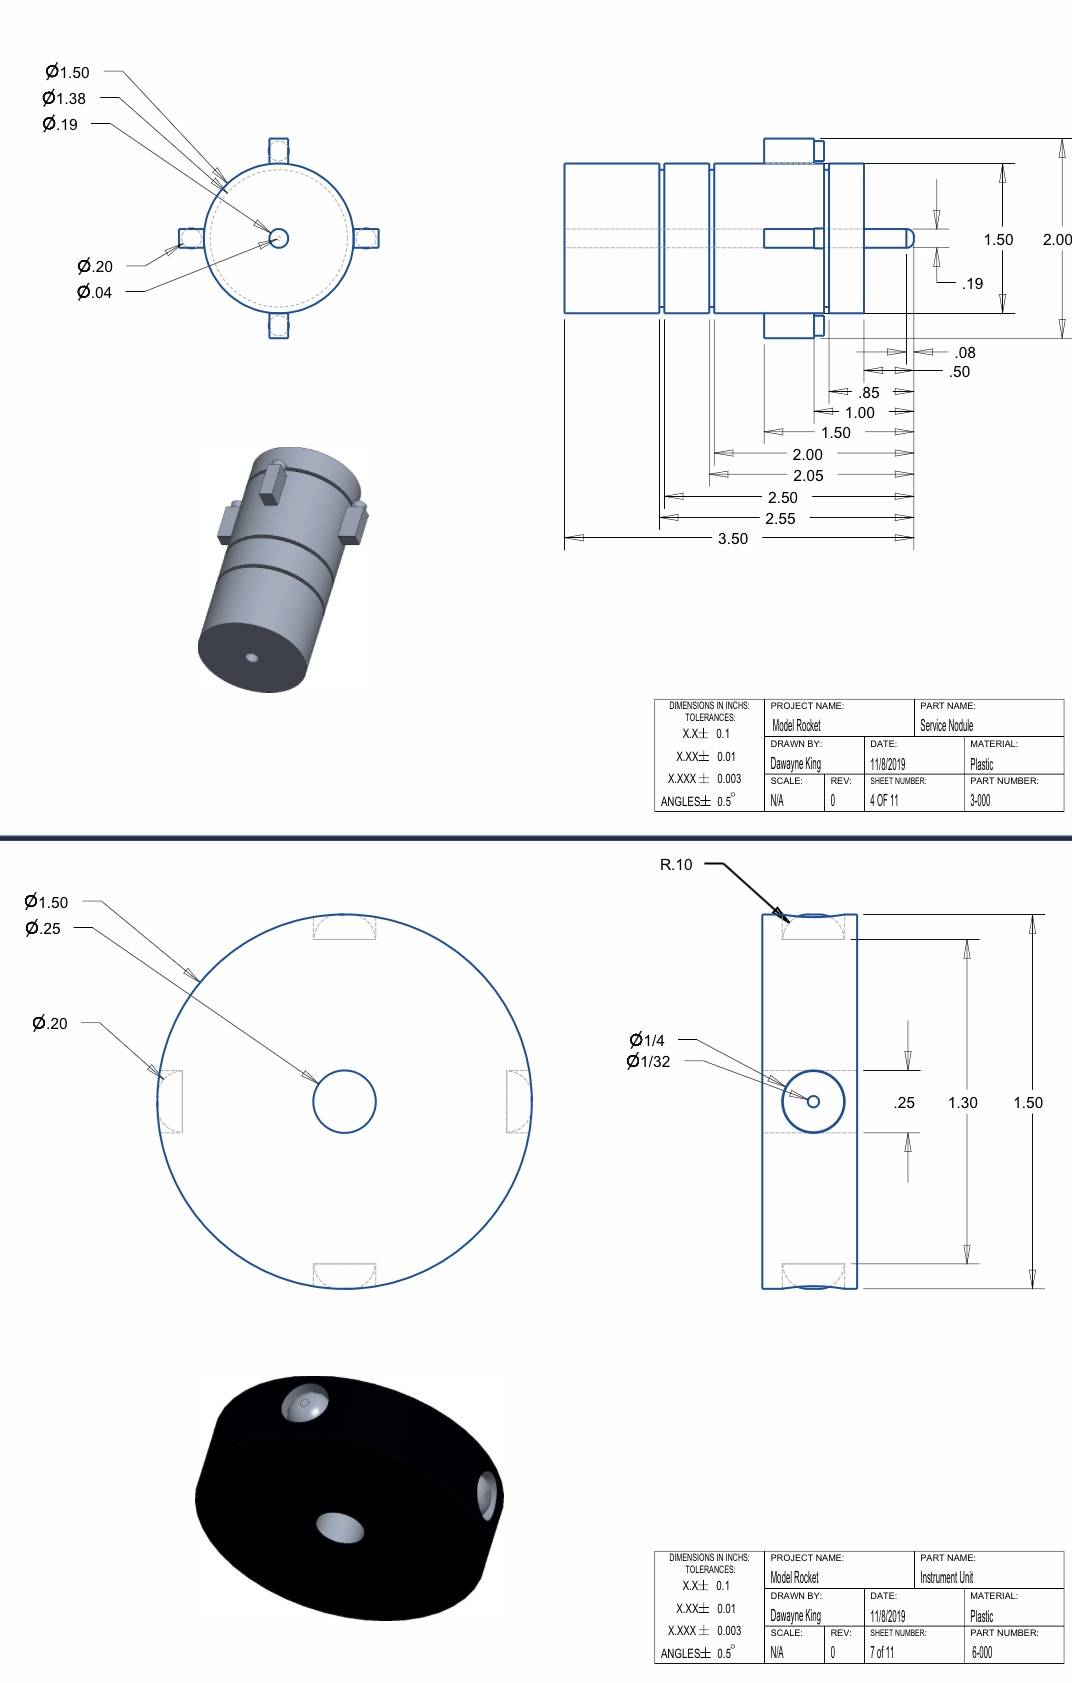 Ø1.50
Ø1.38
Ø.19
Ø.20
Ø.04
1.50
2.00
.19
.08
.50
.85
1.00
1.50
2.00
2.05
2.50
2.55
3.50
DIMENSIONS IN INCHS:
TOLERANCES:
X.X± 0.1
X.XX± 0.01
X.XXX ± 0.003
ANGLES± 0.5°
PROJECT NAME:
Model Rocket
PART NAME:
Service Nodule
DRAWN BY:
Dawayne King
DATE:
11/8/2019
MATERIAL:
Plastic
SCALE:
N/A
REV:
0
SHEET NUMBER:
4 OF 11
PART NUMBER:
3-000
R.10
Ø1.50
Ø.25
Ø.20
Ø1/4
Ø1/32
.25
1.30
1.50
DIMENSIONS IN INCHS:
TOLERANCES:
X.X± 0.1
X.XX± 0.01
X.XXX ± 0.003
ANGLES± 0.5°
PROJECT NAME:
Model Rocket
PART NAME:
Instrument Unit
DRAWN BY:
Dawayne King
DATE:
11/8/2019
MATERIAL:
Plastic
SCALE:
N/A
REV:
0
SHEET NUMBER:
7 of 11
PART NUMBER:
6-000